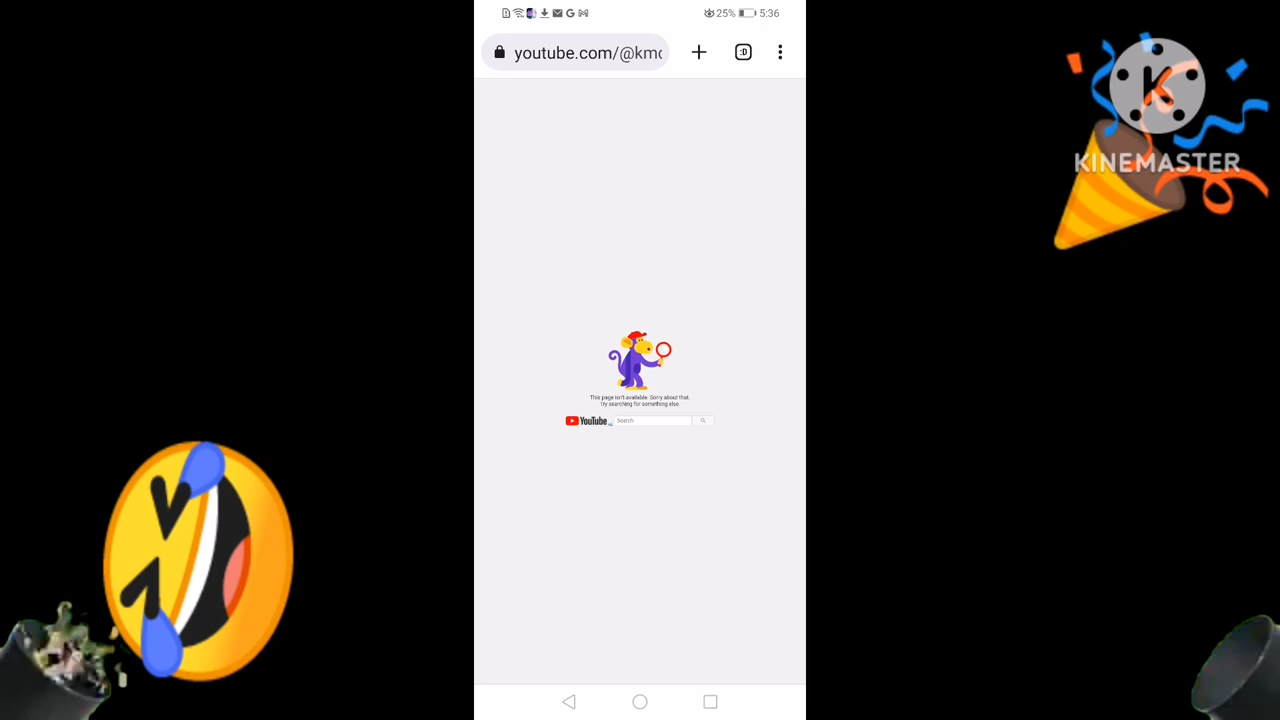 25% 5:36
youtube.com/@kmc
:D
KINEMASTER
This page isn't available. Sorry about that.
Try searching for something else.
YouTube Search